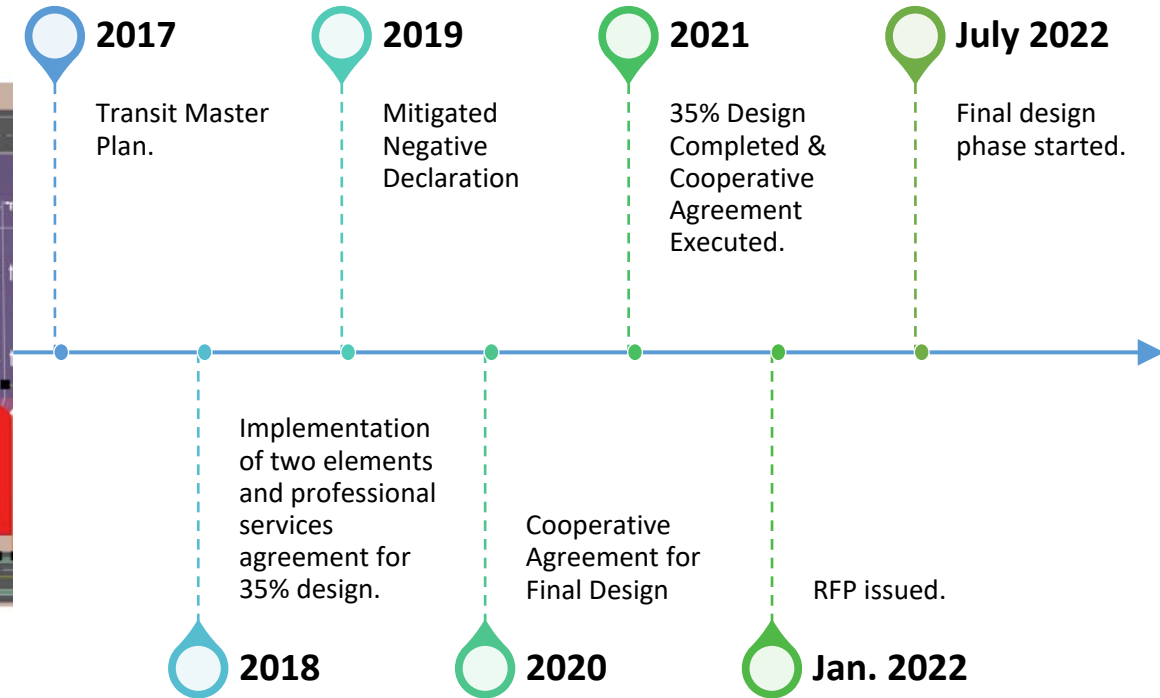 2017
Transit Master
Plan.
2019
Mitigated
Negative
Declaration
2021
35% Design
Completed &
Cooperative
Agreement
Executed.
July 2022
Final design
phase started.
Implementation
of two elements
and professional
services
agreement for
35% design.
2018
Cooperative
Agreement for
Final Design
2020
RFP issued.
Jan. 2022